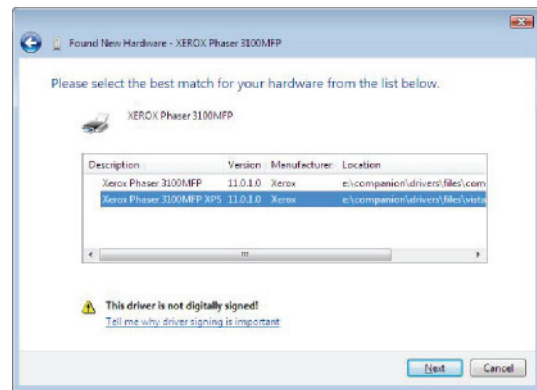 Found New Hardware - XEROX Phaser 3100MFP
Please select the best match for your hardware from the list below.
XEROX Phaser 3100MFP
Description Version Manufacturer Location
Xerox Phaser 3100MFP 11.0.1.0 Xerox e:\companion\drivers\files\com
Xerox Phaser 3100MFP XPS 11.0.1.0 Xerox e:\companion\drivers\files\vista
This driver is not digitally signed!
Tell me why driver signing is important
Next Cancel